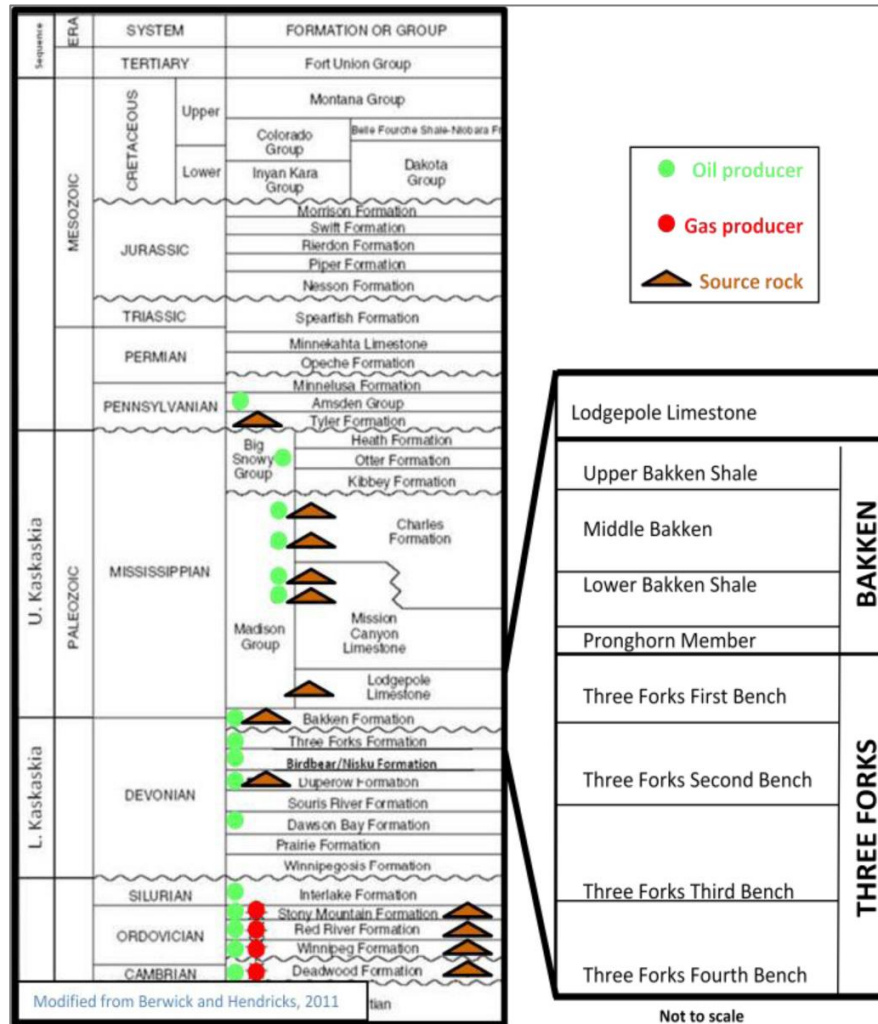 Sequence
ERA
SYSTEM
FORMATION OR GROUP
TERTIARY
Fort Union Group
MESOZOIC
CRETACEOUS
Upper
Lower
Montana Group
Colorado
Group
Belle Fourche Shale-Niobara Fr
Inyan Kara
Group
Dakota
Group
JURASSIC
Morrison Formation
Swift Formation
Rierdon Formation
Piper Formation
Nesson Formation
TRIASSIC
Spearfish Formation
PERMIAN
Minnekahta Limestone
Opeche Formation
PENNSYLVANIAN
Minnelusa Formation
Amsden Group
Tyler Formation
U. Kaskaskia
PALEOZOIC
MISSISSIPPIAN
Big
Snowy
Group
Heath Formation
Otter Formation
Kibbey Formation
Madison
Group
Charles
Formation
Mission
Canyon
Limestone
Lodgepole
Limestone
Bakken Formation
L. Kaskaskia
DEVONIAN
Three Forks Formation
Birdbear/Nisku Formation
Duperow Formation
Souris River Formation
Dawson Bay Formation
Prairie Formation
Winnipegosis Formation
SILURIAN
Interlake Formation
ORDOVICIAN
Stony Mountain Formation
Red River Formation
Winnipeg Formation
CAMBRIAN
Deadwood Formation
Modified from Berwick and Hendricks, 2011
tian
Oil producer
Gas producer
Source rock
Lodgepole Limestone
Upper Bakken Shale
Middle Bakken
Lower Bakken Shale
Pronghorn Member
BAKKEN
Three Forks First Bench
Three Forks Second Bench
Three Forks Third Bench
Three Forks Fourth Bench
THREE FORKS
Not to scale